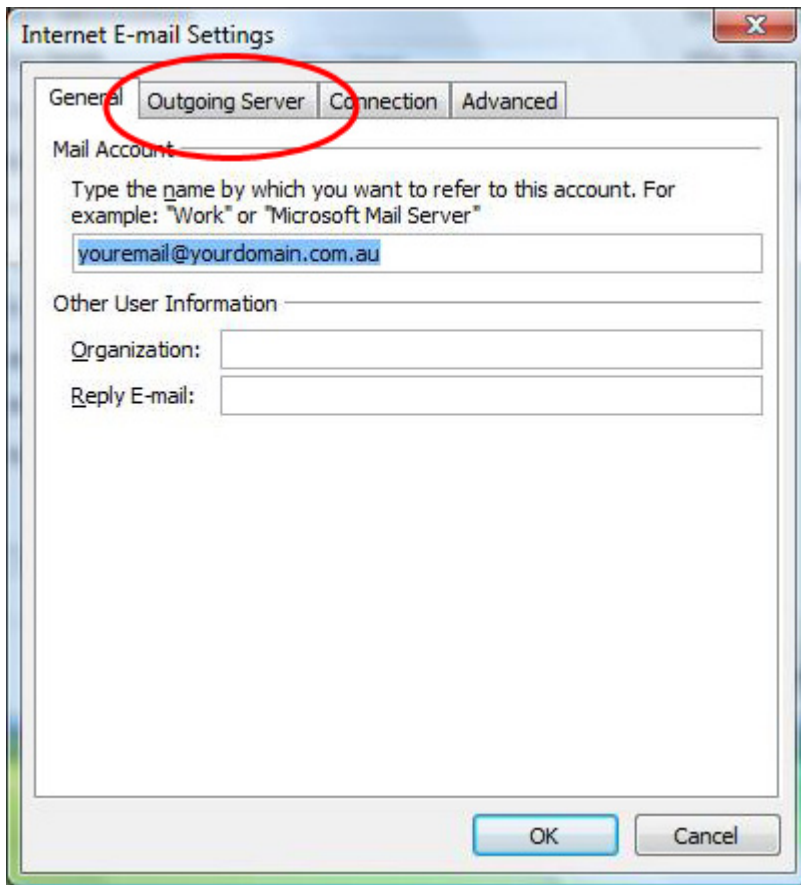 Internet E-mail Settings
General Outgoing Server Connection Advanced
Mail Account
Type the name by which you want to refer to this account. For
example: "Work" or "Microsoft Mail Server"
youremail@yourdomain.com.au
Other User Information
Organization:
Reply E-mail:
OK Cancel